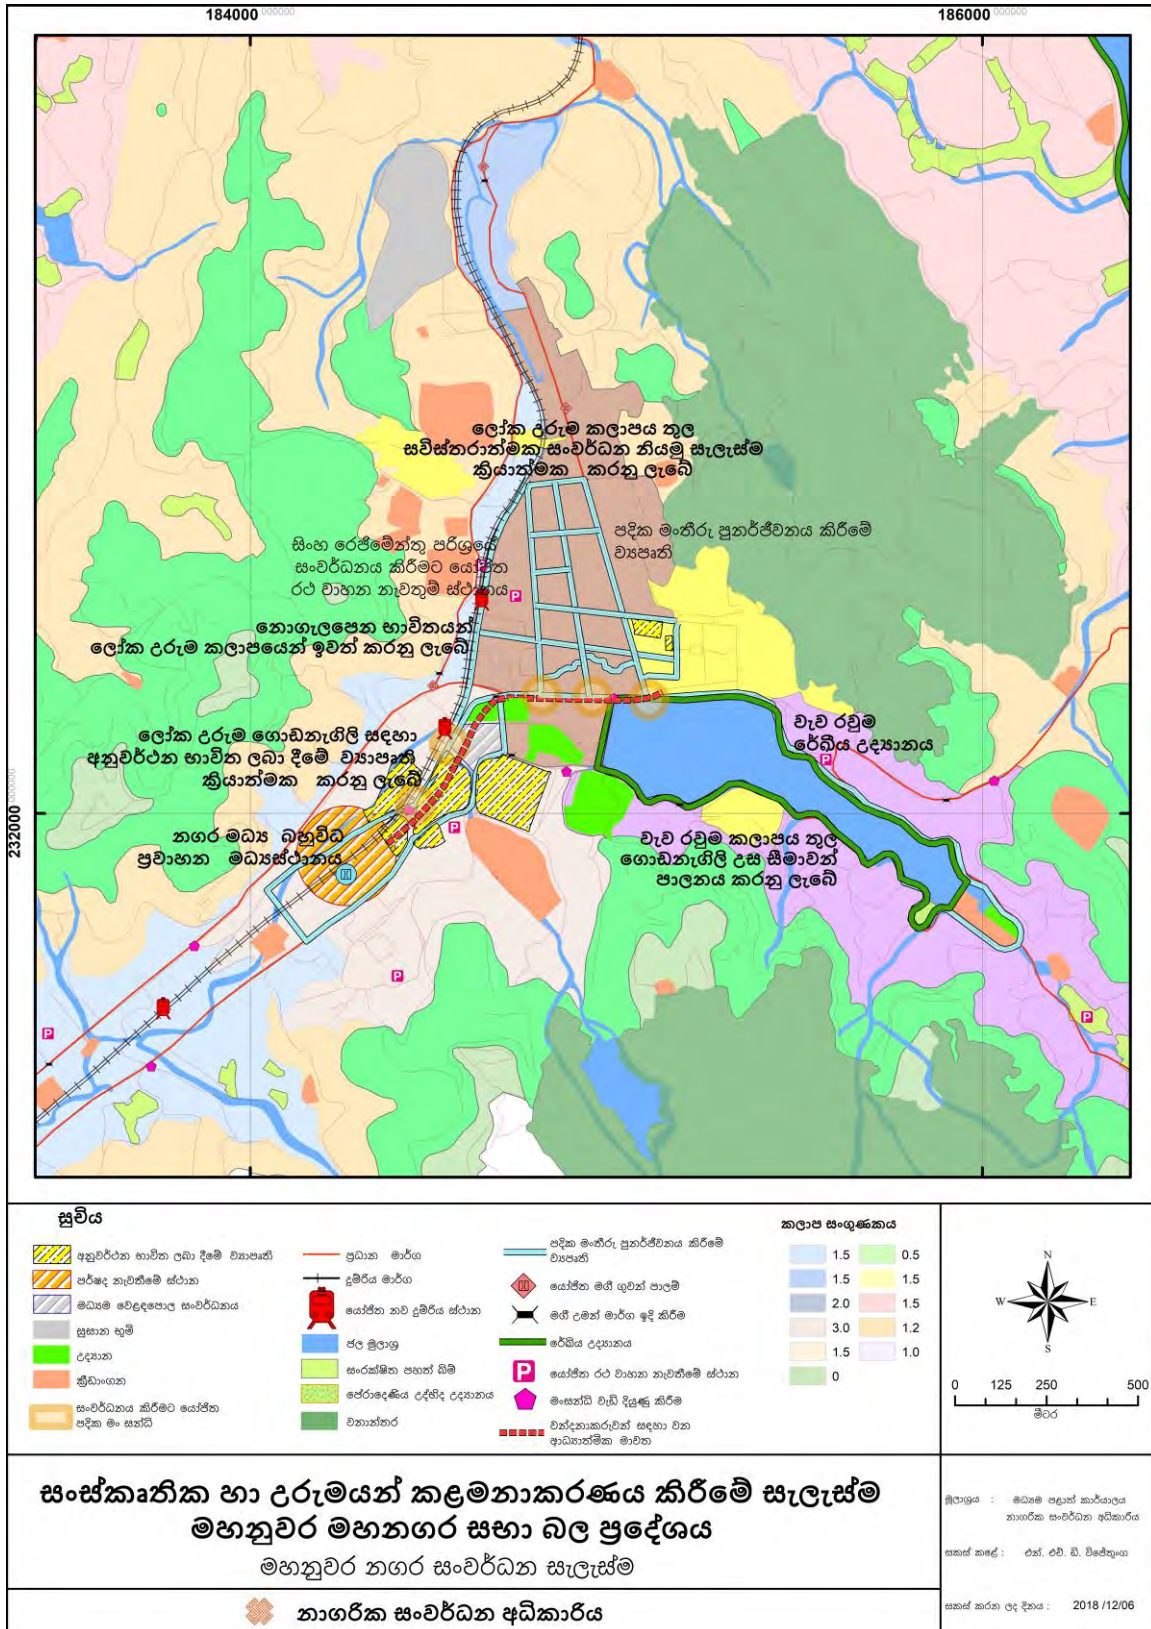 184000
186000
232000
ලෝක උරුම කලාපය තුල
සවිස්තරාත්මක සංවර්ධන නියමු සැලැස්ම
ක්‍රියාත්මක කරනු ලැබේ
පදික මංතීරු පුනර්ජීවනය කිරීමේ
ව්‍යපෘති
සිංහ රෙජිමේන්තු පරිශ්‍රයේ
සංවර්ධනය කිරීමට යෝජිත
රථ වාහන නැවතුම් ස්ථානය
නොගැලපෙන භාවිතයන්
ලෝක උරුම කලාපයෙන් ඉවත් කරනු ලැබේ
ලෝක උරුම ගොඩනැගිලි සඳහා
අනුවර්ථන භාවිත ලබා දීමේ ව්‍යාපෘති
ක්‍රියාත්මක කරනු ලැබේ
වැව රවුම
රේඛීය උද්‍යානය
නගර මධ්‍ය බහුවිධ
ප්‍රවාහන මධ්‍යස්ථානය
වැව රවුම කලාපය තුල
ගොඩනැගිලි උස සීමාවන්
පාලනය කරනු ලැබේ
සුචිය
අනුවර්ථන භාවිත ලබා දීමේ ව්‍යාපෘති
පර්ෂද නැවතීමේ ස්ථාන
මධ්‍යම වෙළඳපොල සංවර්ධනය
සුසාන භූමි
උද්‍යාන
ක්‍රීඩාංගන
සංවර්ධනය කිරීමට යෝජිත
පදික මං සන්ධි
ප්‍රධාන මාර්ග
දුම්රිය මාර්ග
යෝජිත නව දුම්රිය ස්ථාන
ජල මූලාශ්‍ර
සංරක්ෂිත පහත් බිම්
පේරාදෙණිය උද්භිද උද්‍යානය
වනාන්තර
පදික මංතීරු පුනර්ජීවනය කිරීමේ
ව්‍යපෘති
යෝජිත මගී ගුවන් පාලම්
මගී උමන් මාර්ග ඉදි කිරීම
රේඛීය උද්‍යානය
P යෝජිත රථ වාහන නැවතීමේ ස්ථාන
මංසන්ධි වැඩි දියුණු කිරීම
වන්දනාකරුවන් සඳහා වන
ආධ්‍යාත්මික මාවත
කලාප සංගුණකය
1.5 0.5
1.5 1.5
2.0 1.5
3.0 1.2
1.5 1.0
0
N
W E
S
0 125 250 500
මීටර
සංස්කෘතික හා උරුමයන් කළමනාකරණය කිරීමේ සැලැස්ම
මහනුවර මහනගර සභා බල ප්‍රදේශය
මහනුවර නගර සංවර්ධන සැලැස්ම
නාගරික සංවර්ධන අධිකාරිය
මූලාශ්‍රය : මධ්‍යම පළාත් කාර්යාලය
නාගරික සංවර්ධන අධිකාරිය
සකස් කළේ : එන්. එච්. ඩී. විජේතුංග
සකස් කරන ලද දිනය : 2018 /12/06